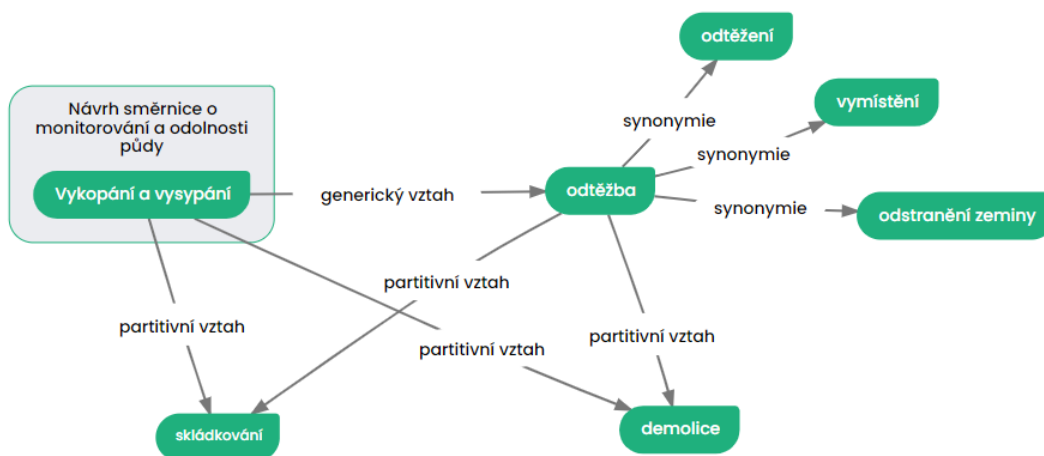 odtěžení
Návrh směrnice o
monitorování a odolnosti
půdy
vymístění
synonymie
synonymie
Vykopání a vysypání
generický vztah
odtěžba
synonymie
odstranění zeminy
partitivní vztah
partitivní vztah
partitivní vztah
partitivní vztah
skládkování
demolice